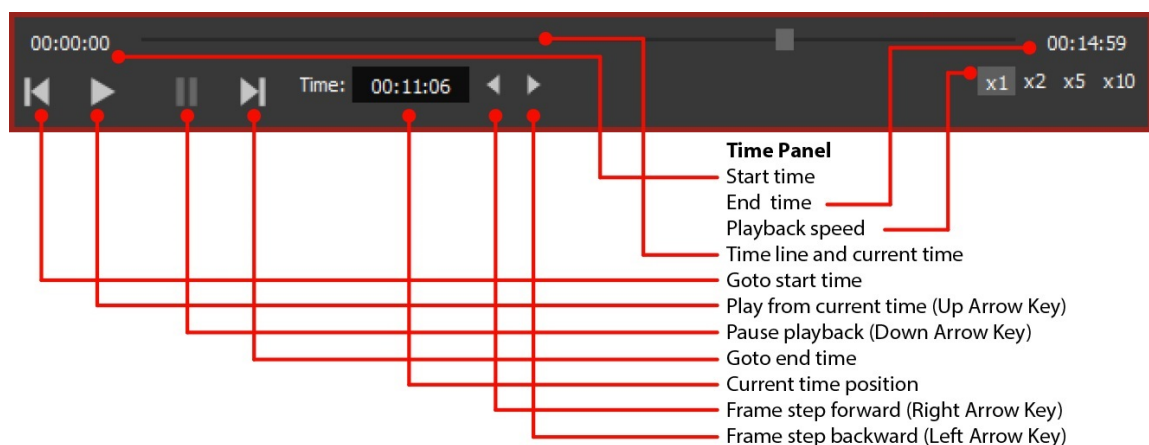 00:00:00 00:14:59
Time: 00:11:06 x1 x2 x5 x10
Time Panel
Start time
End time
Playback speed
Time line and current time
Goto start time
Play from current time (Up Arrow Key)
Pause playback (Down Arrow Key)
Goto end time
Current time position
Frame step forward (Right Arrow Key)
Frame step backward (Left Arrow Key)